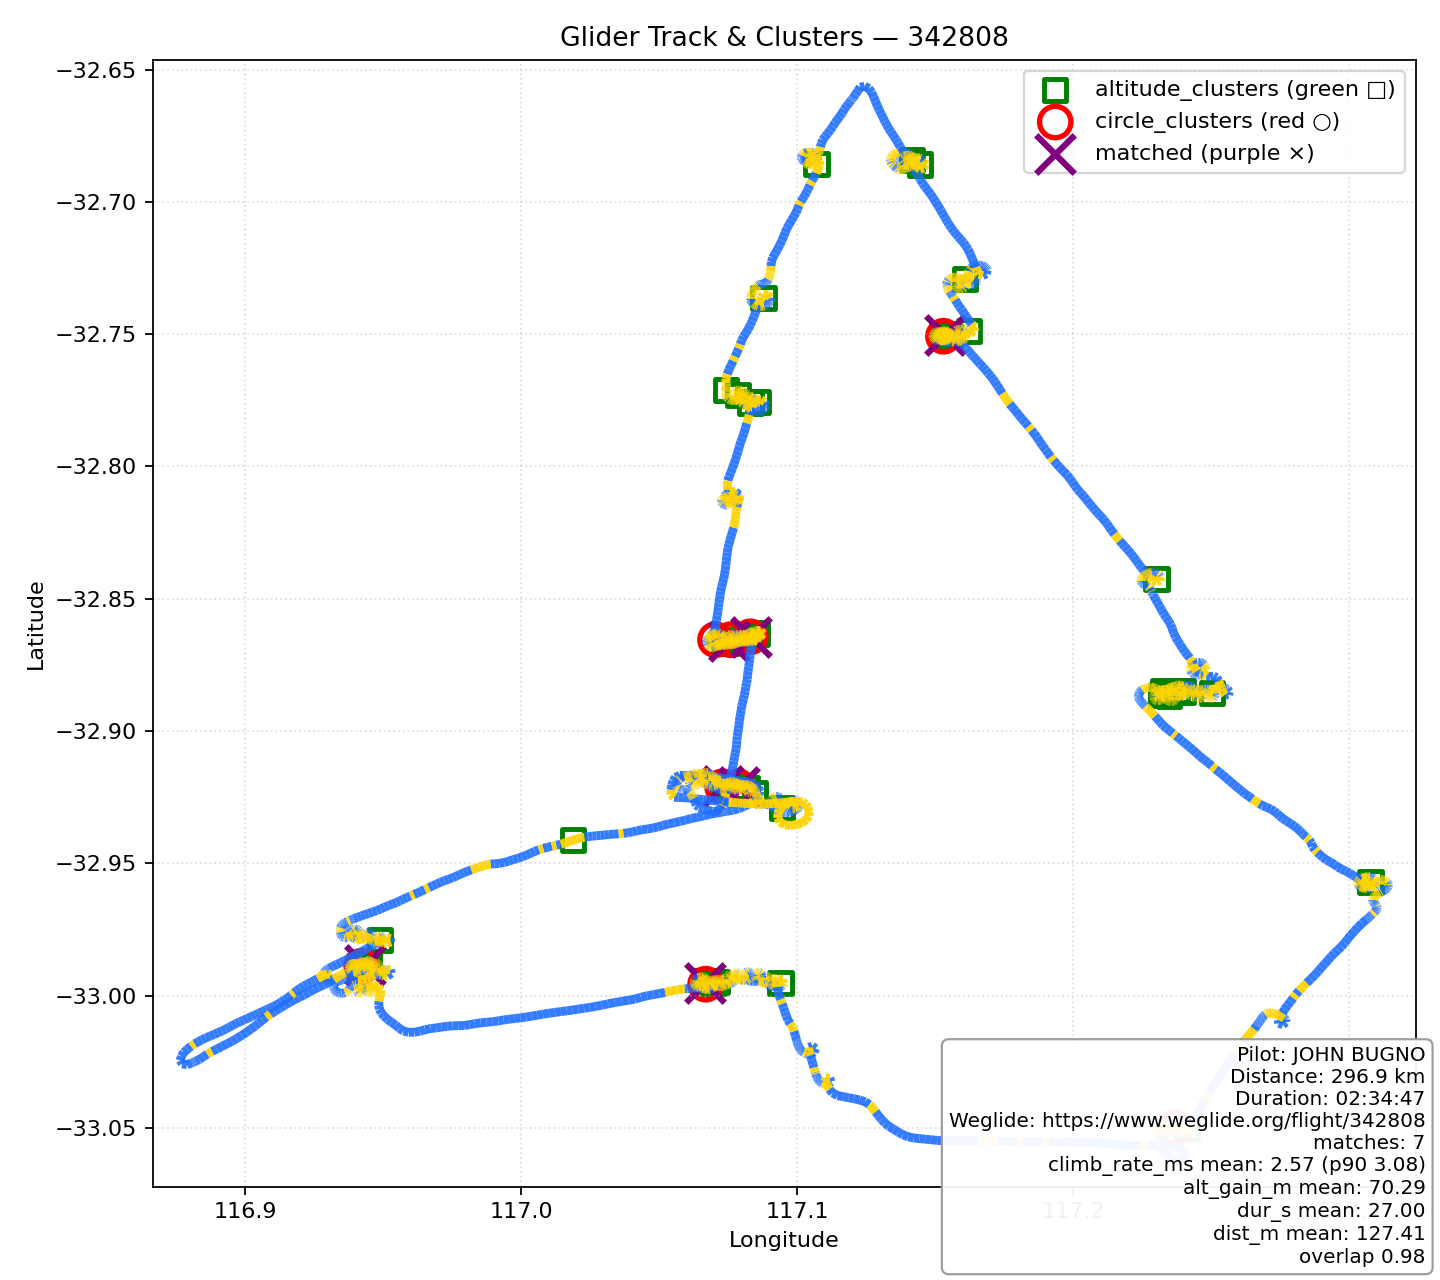 Glider Track & Clusters — 342808
altitude_clusters (green □)
circle_clusters (red ○)
matched (purple ×)
Latitude
−32.65
−32.70
−32.75
−32.80
−32.85
−32.90
−32.95
−33.00
−33.05
116.9
117.0
117.1
117.2
Longitude
Pilot: JOHN BUGNO
Distance: 296.9 km
Duration: 02:34:47
Weglide: https://www.weglide.org/flight/342808
matches: 7
climb_rate_ms mean: 2.57 (p90 3.08)
alt_gain_m mean: 70.29
dur_s mean: 27.00
dist_m mean: 127.41
overlap 0.98